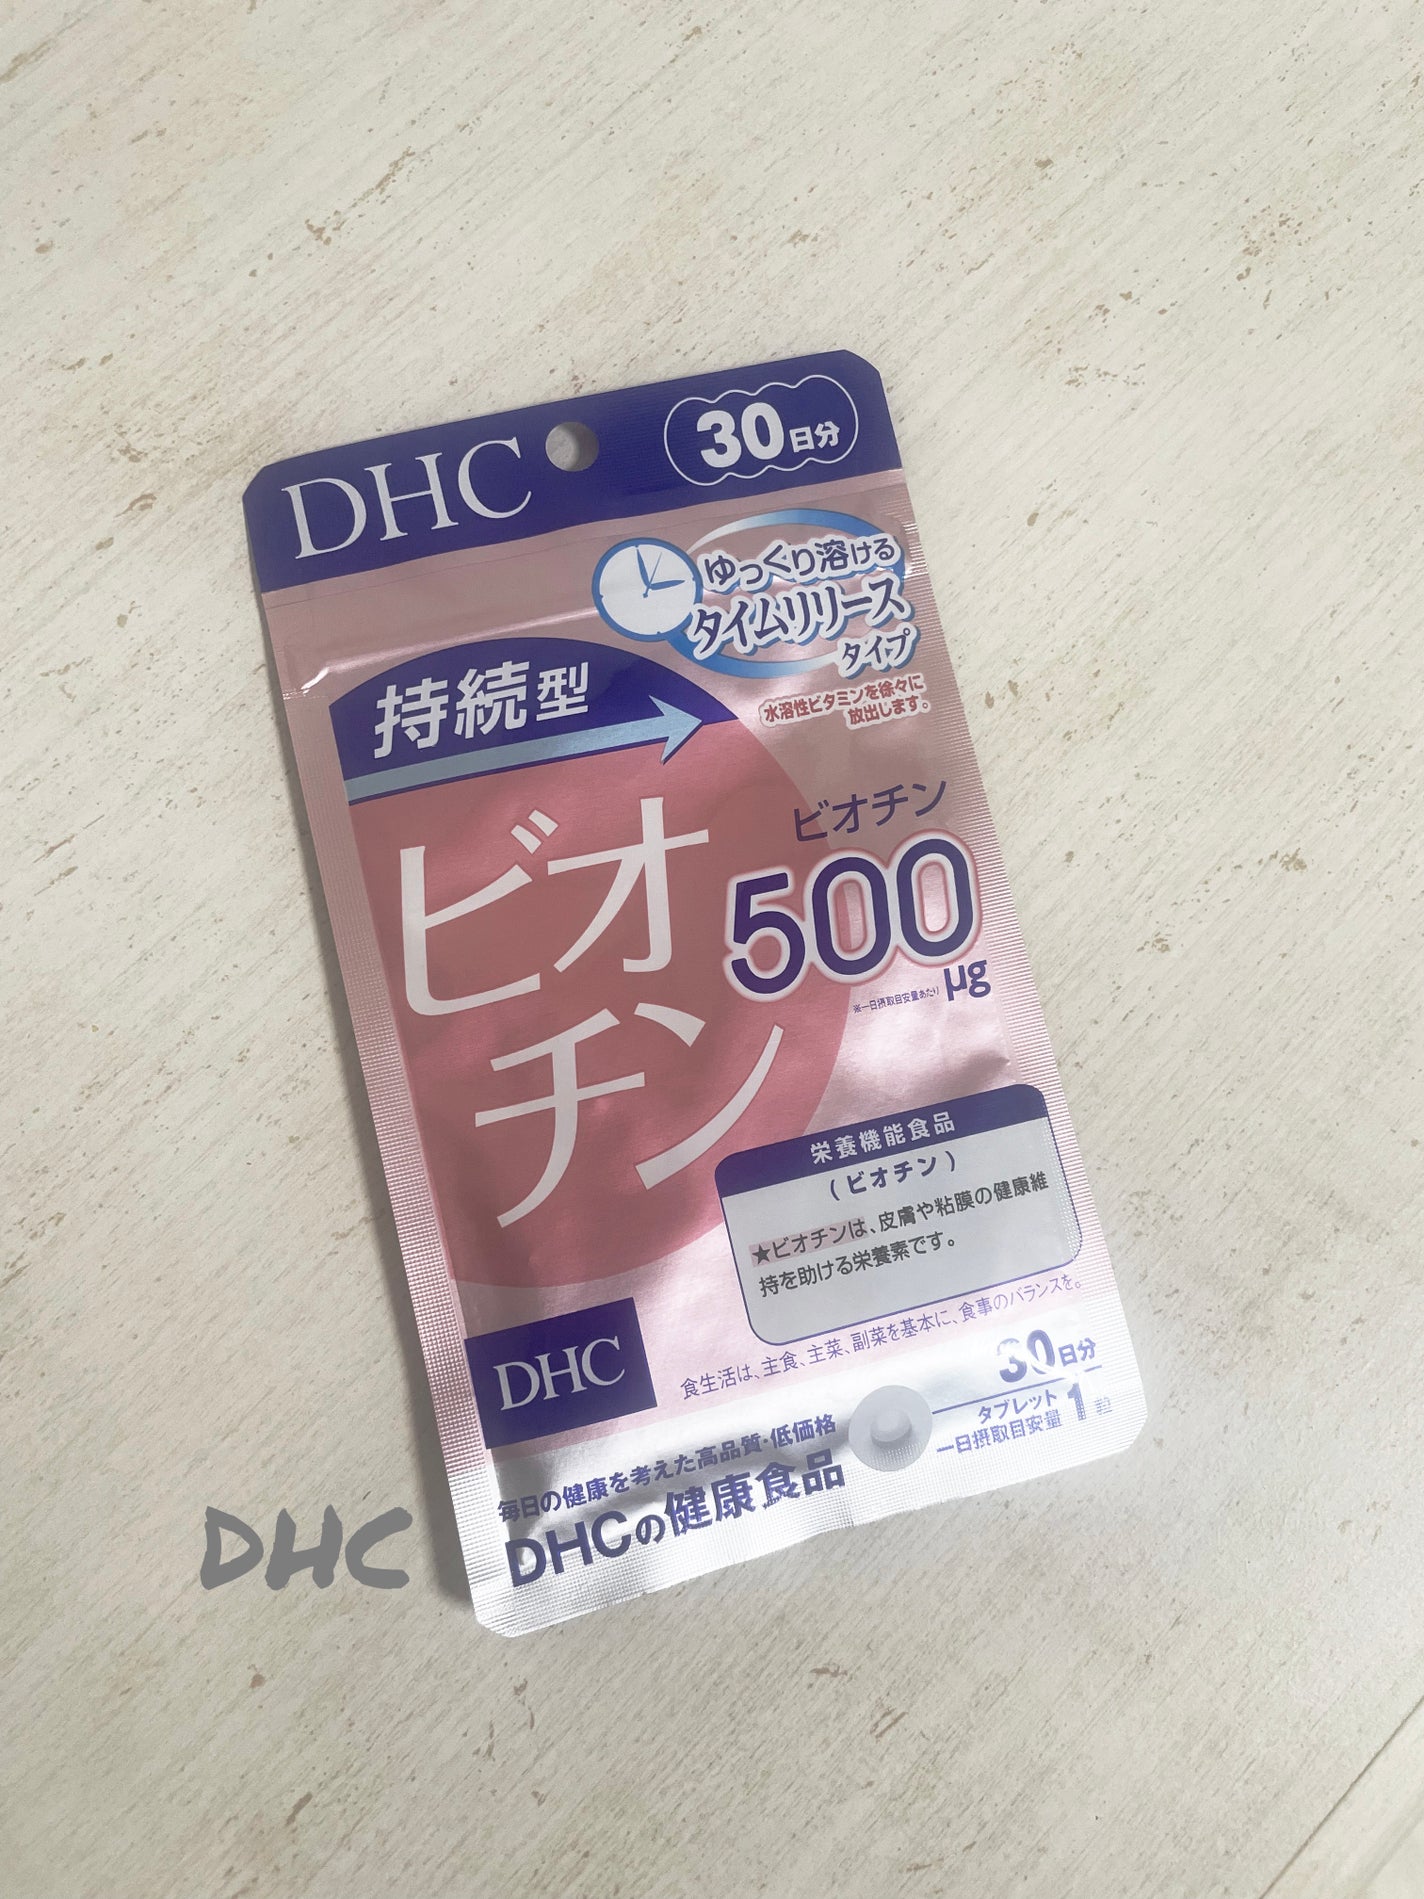 DHC
30日分
ゆっくり溶ける
タイムリリース
タイプ
水溶性ビタミンを徐々に
放出します。
持続型
ビオ
チン
ビオチン
500
μg
※一日摂取目安量あたり
栄養機能食品
(ビオチン)
★ビオチンは、皮膚や粘膜の健康維
持を助ける栄養素です。
食生活は、主食、主菜、副菜を基本に、食事のバランスを。
DHC
30日分
タブレット
一日摂取目安量 1粒
毎日の健康を考えた高品質・低価格
DHCの健康食品
DHC